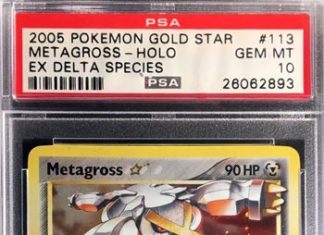 PSA
2005 POKEMON GOLD STAR #113
METAGROSS-HOLO GEM MT
EX DELTA SPECIES 10
PSA 26062893
Metagross ☆ 90 HP